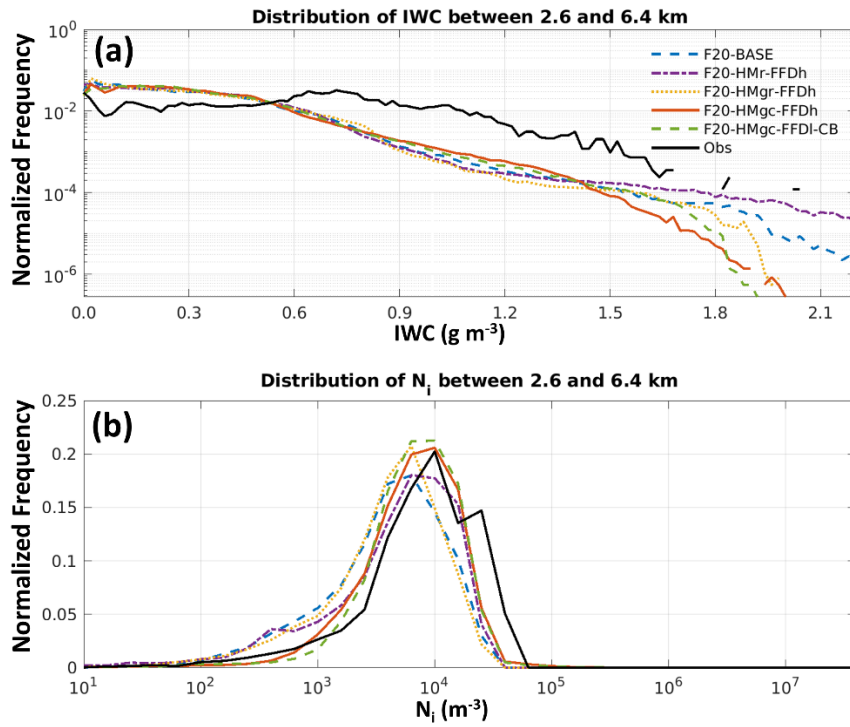 Distribution of IWC between 2.6 and 6.4 km
(a)
F20-BASE
F20-HMr-FFDh
F20-HMgr-FFDh
F20-HMgc-FFDh
F20-HMgc-FFDl-CB
Obs
Normalized Frequency
10^0
10^-2
10^-4
10^-6
0.0 0.3 0.6 0.9 1.2 1.5 1.8 2.1
IWC (g m^-3)
Distribution of N_i between 2.6 and 6.4 km
(b)
Normalized Frequency
0.25
0.2
0.15
0.1
0.05
0
10^1 10^2 10^3 10^4 10^5 10^6 10^7
N_i (m^-3)